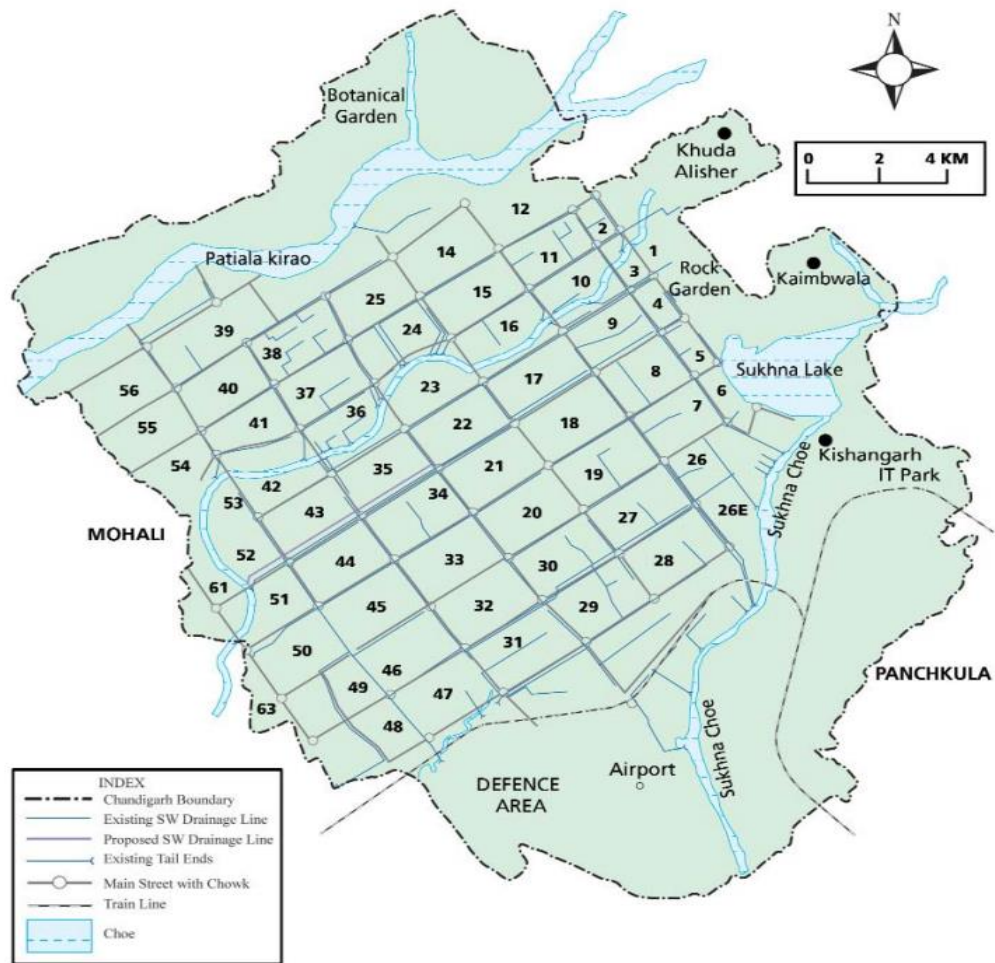 N
Botanical
Garden
Khuda
Alisher
0 2 4 KM
12
2
1
11
14
3
10
Rock
Garden
Kaimbwala
Patiala kirao
15
25
4
16
9
24
39
5
Sukhna Lake
38
8
17
6
23
56
40
37
7
36
22
18
41
55
Kishangarh
IT Park
26
54
35
21
19
42
34
53
26E
Sukhna Choe
43
20
27
MOHALI
52
44
33
30
28
61
51
45
32
29
31
50
46
PANCHKULA
49
47
63
48
Sukhna Choe
Airport
DEFENCE
AREA
INDEX
Chandigarh Boundary
Existing SW Drainage Line
Proposed SW Drainage Line
Existing Tail Ends
Main Street with Chowk
Train Line
Choe